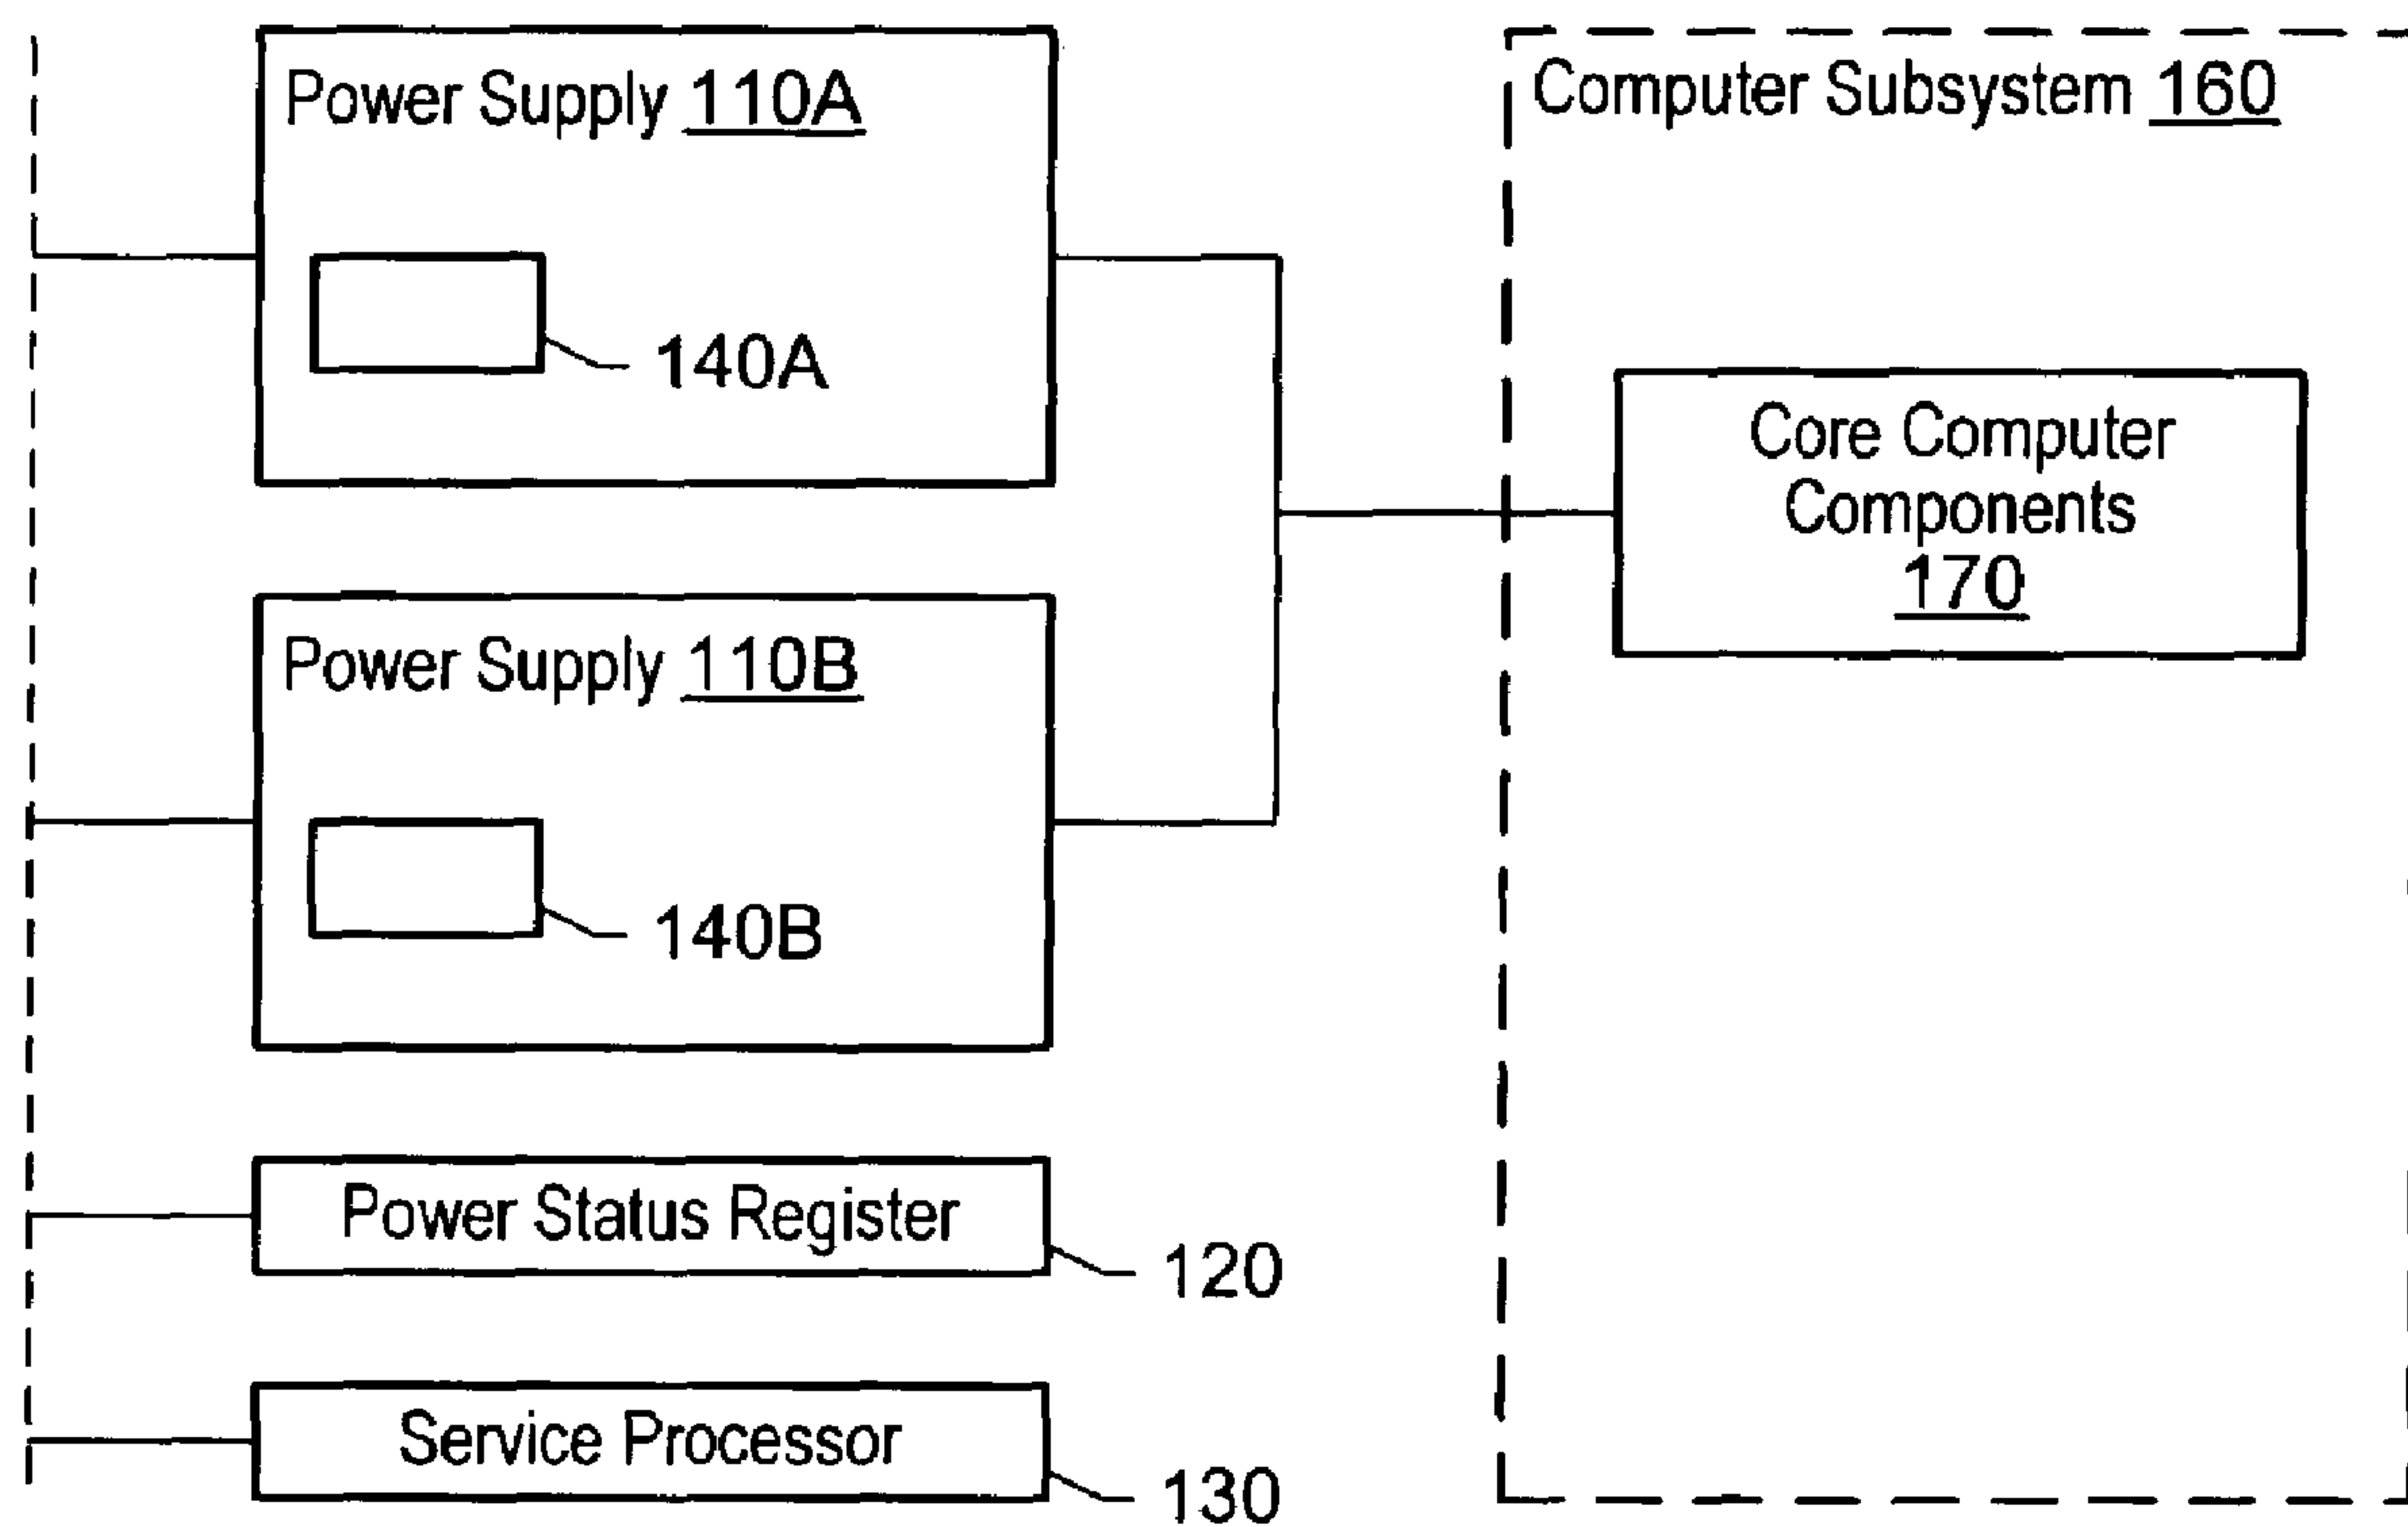 Power Supply 110A
140A
Computer Subsystem 160
Core Computer
Components
170
Power Supply 110B
140B
Power Status Register
120
Service Processor
130